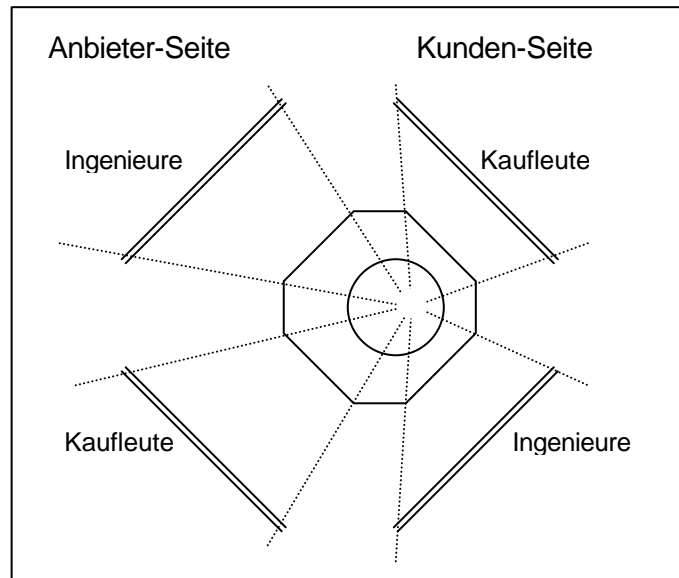 Anbieter-Seite
Kunden-Seite
Ingenieure
Kaufleute
Kaufleute
Ingenieure